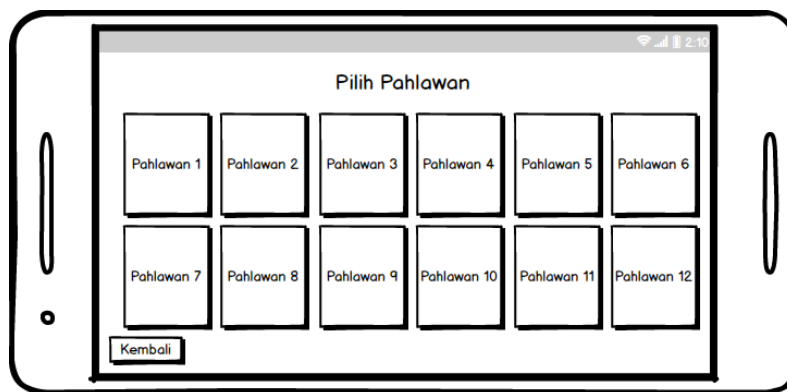 2:10
Pilih Pahlawan
Pahlawan 1 Pahlawan 2 Pahlawan 3 Pahlawan 4 Pahlawan 5 Pahlawan 6
Pahlawan 7 Pahlawan 8 Pahlawan 9 Pahlawan 10 Pahlawan 11 Pahlawan 12
Kembali